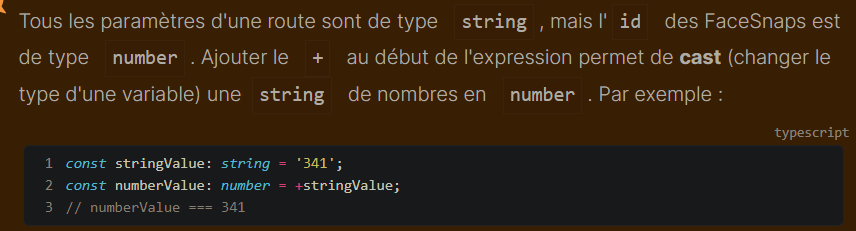 Tous les paramètres d'une route sont de type string , mais l' id des FaceSnaps est
de type number . Ajouter le + au début de l'expression permet de cast (changer le
type d'une variable) une string de nombres en number . Par exemple :
typescript
1 const stringValue: string = '341';
2 const numberValue: number = +stringValue;
3 // numberValue === 341